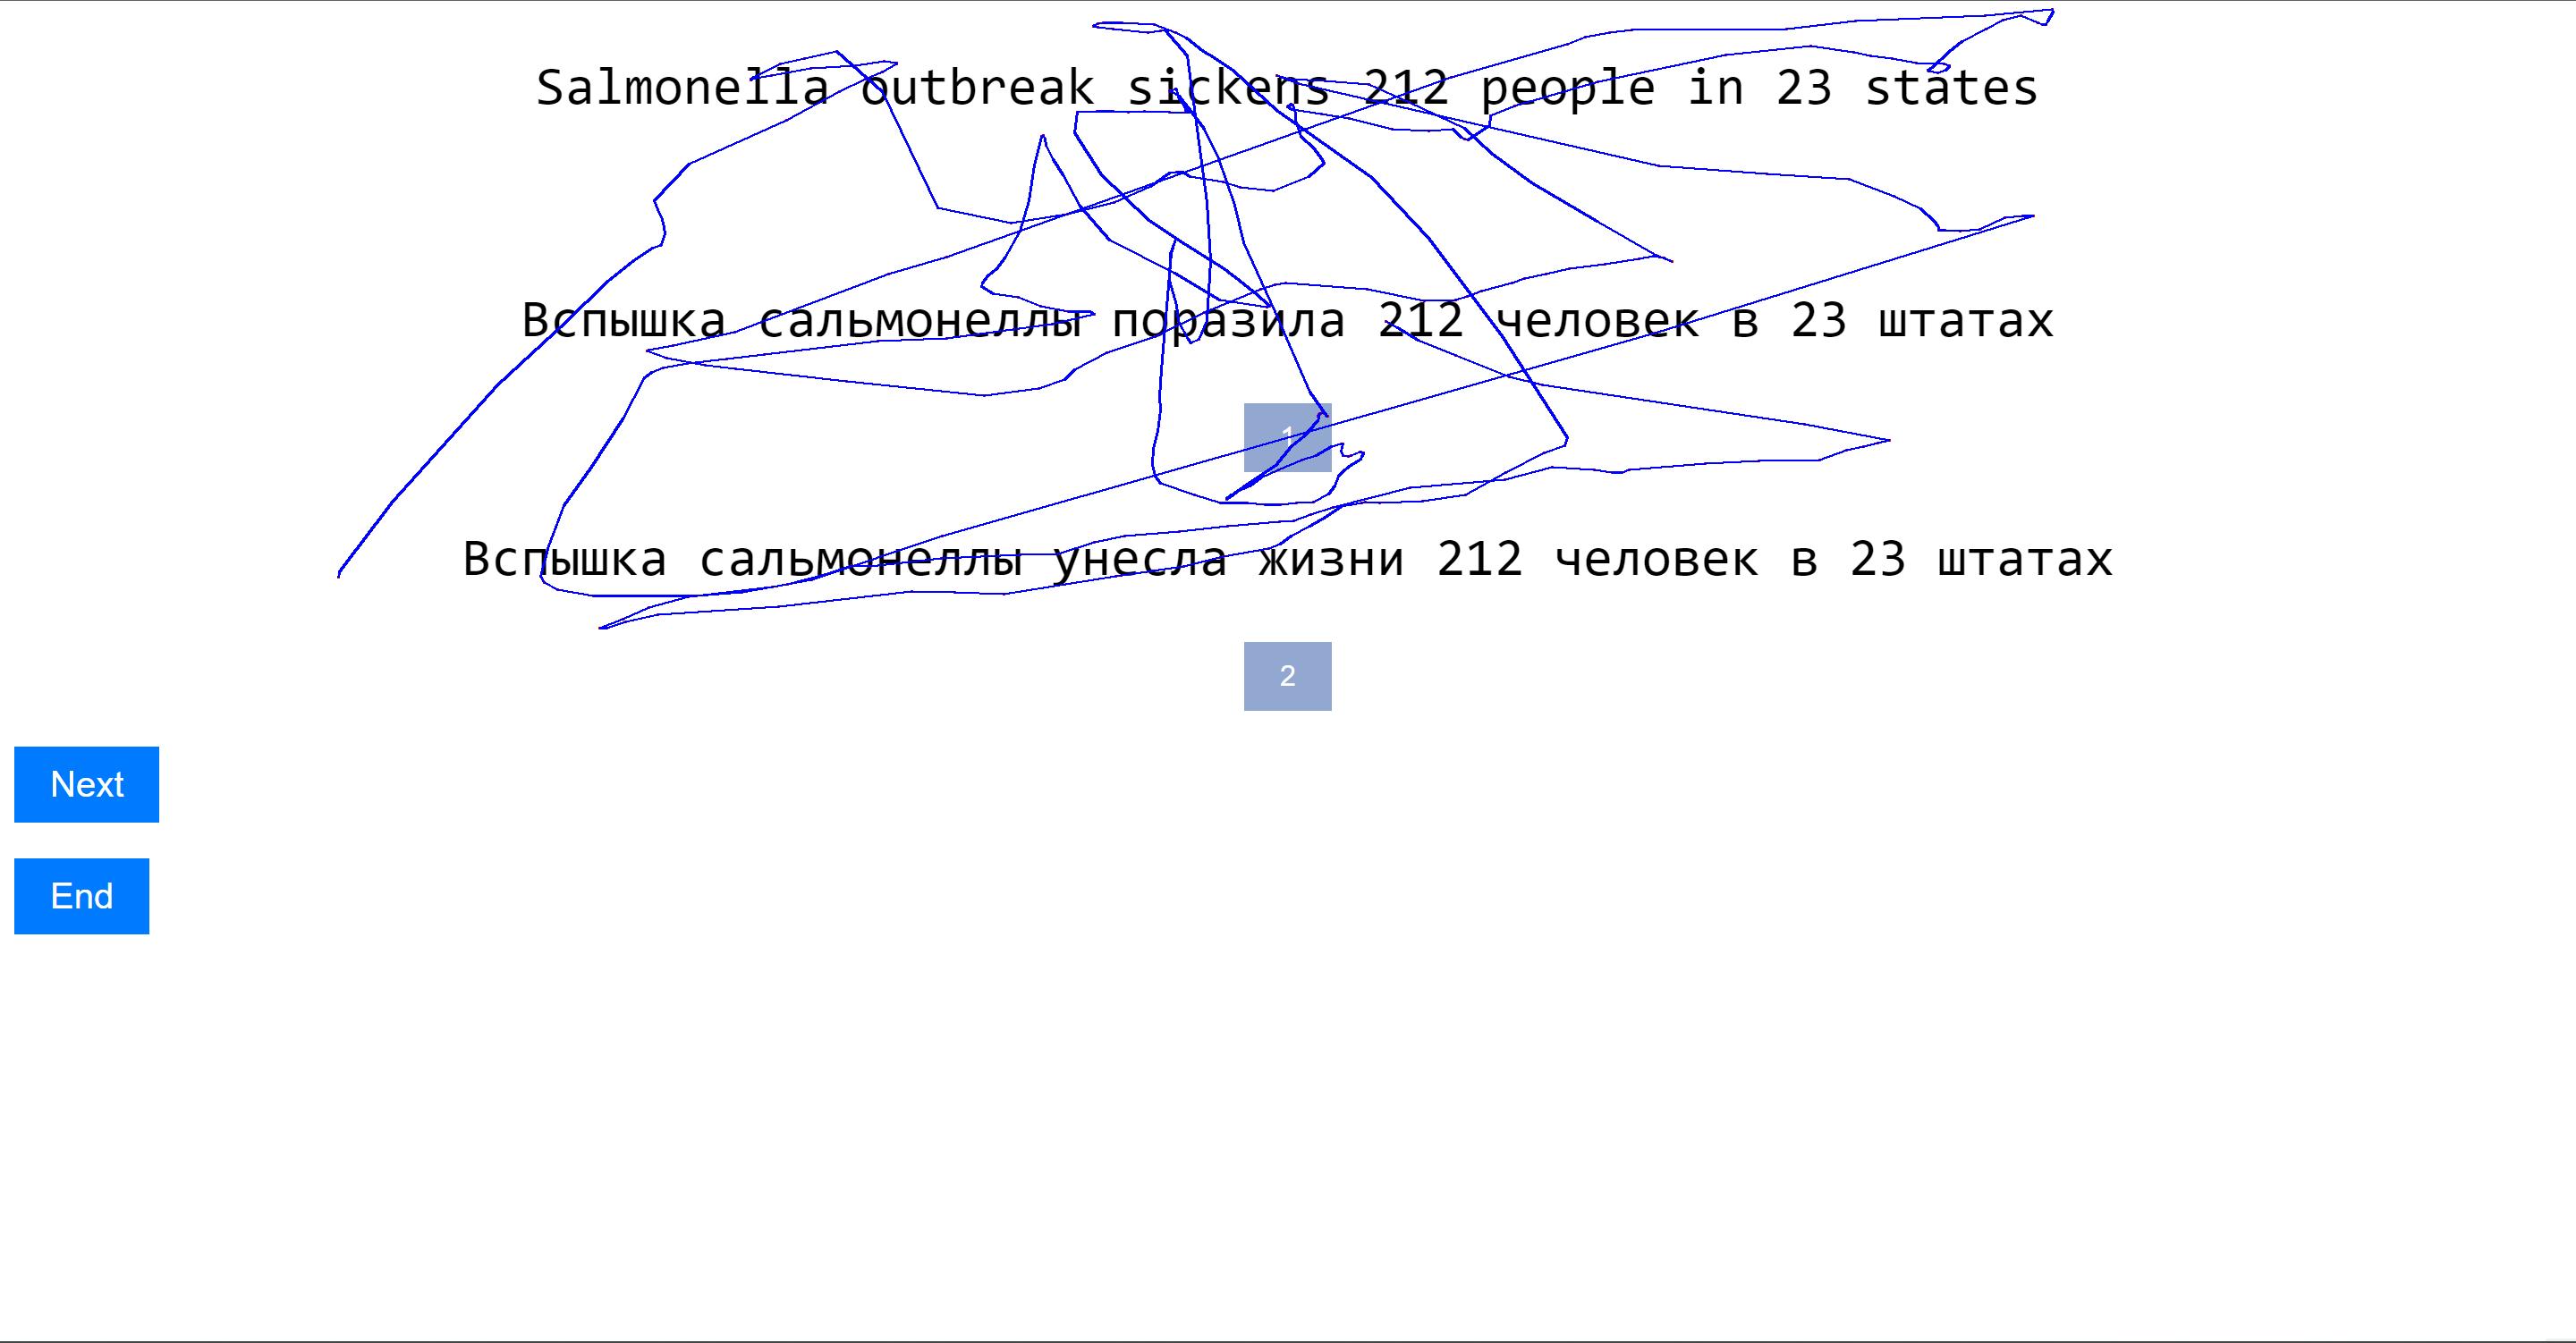 Salmonella outbreak sickens 212 people in 23 states
Вспышка сальмонеллы поразила 212 человек в 23 штатах
1
Вспышка сальмонеллы унесла жизни 212 человек в 23 штатах
2
Next
End